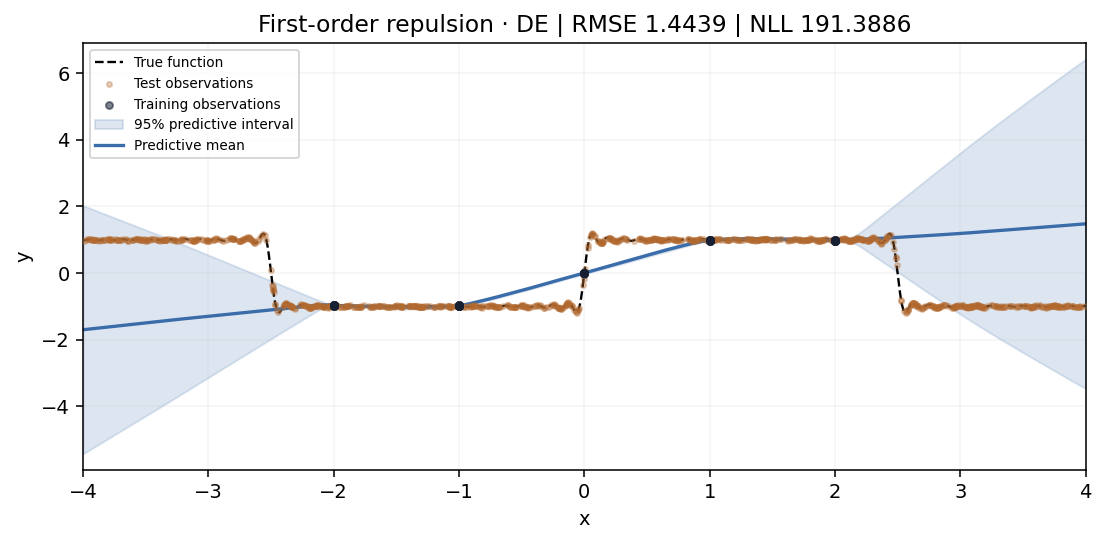 First-order repulsion · DE | RMSE 1.4439 | NLL 191.3886
True function
Test observations
Training observations
95% predictive interval
Predictive mean
y
6
4
2
0
−2
−4
−4
−3
−2
−1
0
1
2
3
4
x